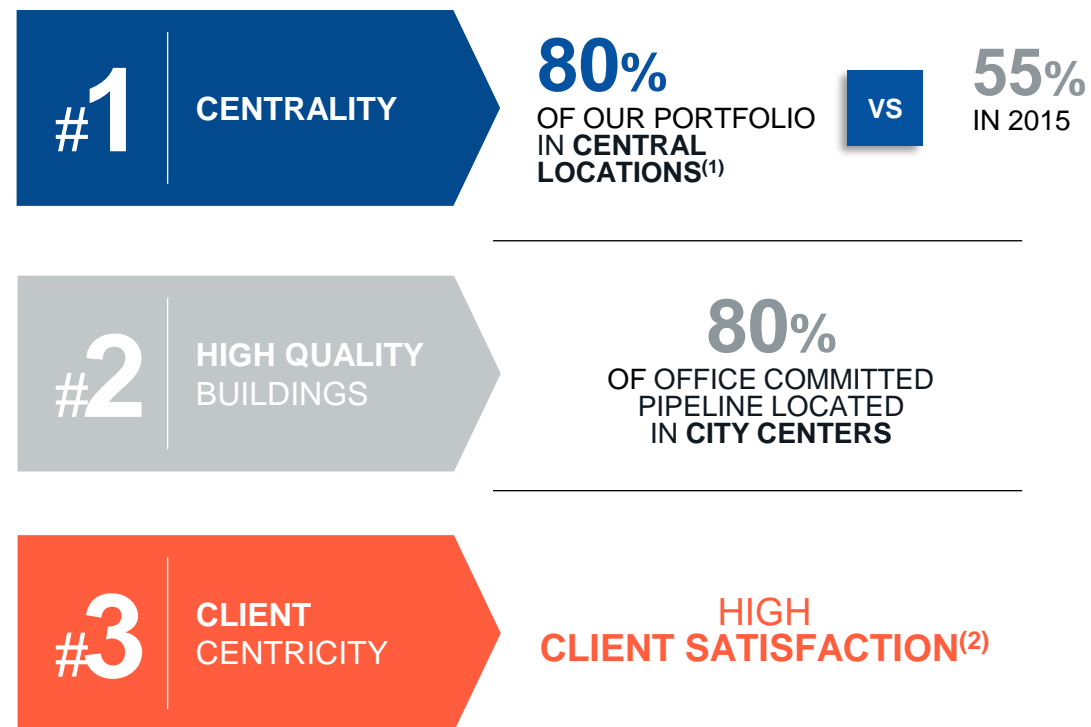 #1
CENTRALITY
80%
OF OUR PORTFOLIO
IN CENTRAL
LOCATIONS(1)
VS
55%
IN 2015
#2
HIGH QUALITY
BUILDINGS
80%
OF OFFICE COMMITTED
PIPELINE LOCATED
IN CITY CENTERS
#3
CLIENT
CENTRICITY
HIGH
CLIENT SATISFACTION(2)